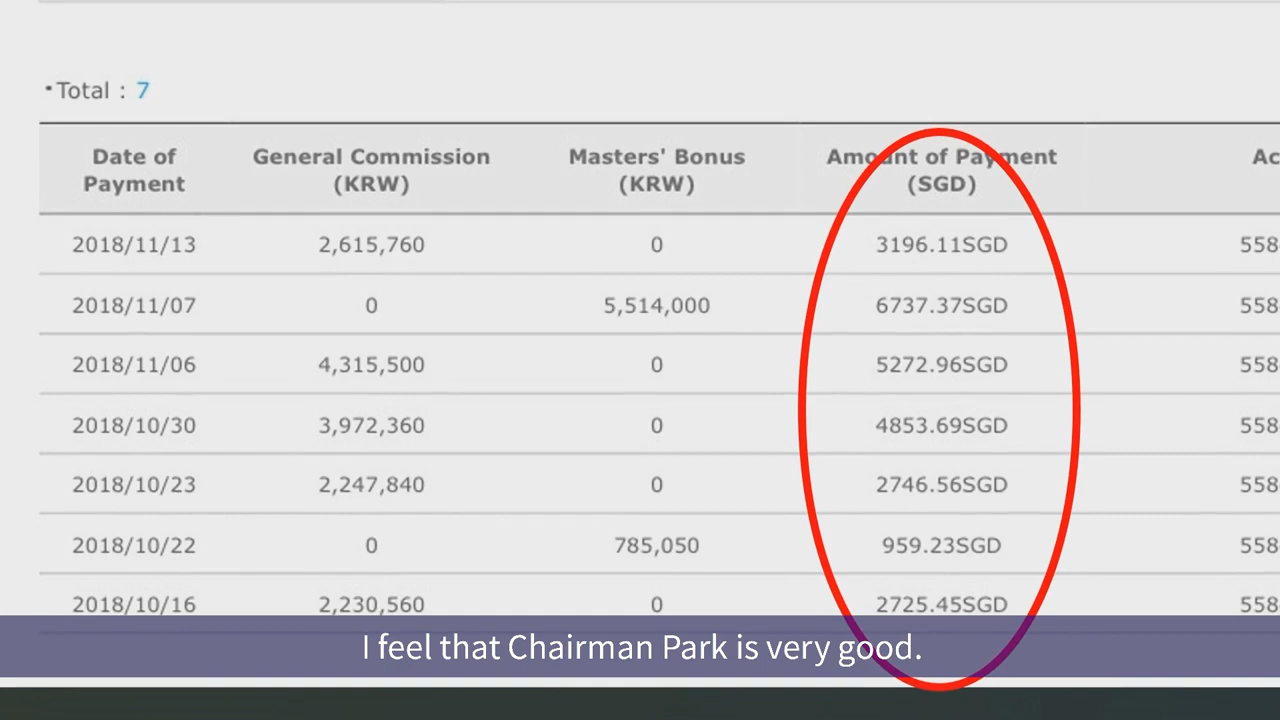 •Total : 7
Date of Payment General Commission (KRW) Masters' Bonus (KRW) Amount of Payment (SGD)
2018/11/13 2,615,760 0 3196.11SGD 558
2018/11/07 0 5,514,000 6737.37SGD 558
2018/11/06 4,315,500 0 5272.96SGD 558
2018/10/30 3,972,360 0 4853.69SGD 558
2018/10/23 2,247,840 0 2746.56SGD 558
2018/10/22 0 785,050 959.23SGD 558
2018/10/16 2,230,560 0 2725.45SGD 558
I feel that Chairman Park is very good.